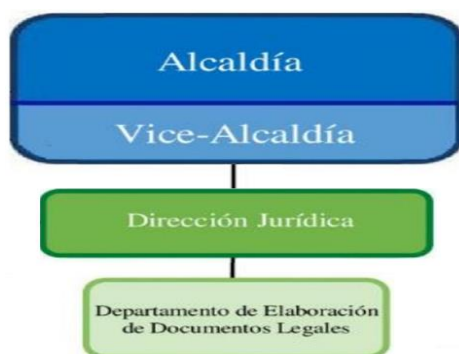 Alcaldía
Vice-Alcaldía
Dirección Jurídica
Departamento de Elaboración
de Documentos Legales